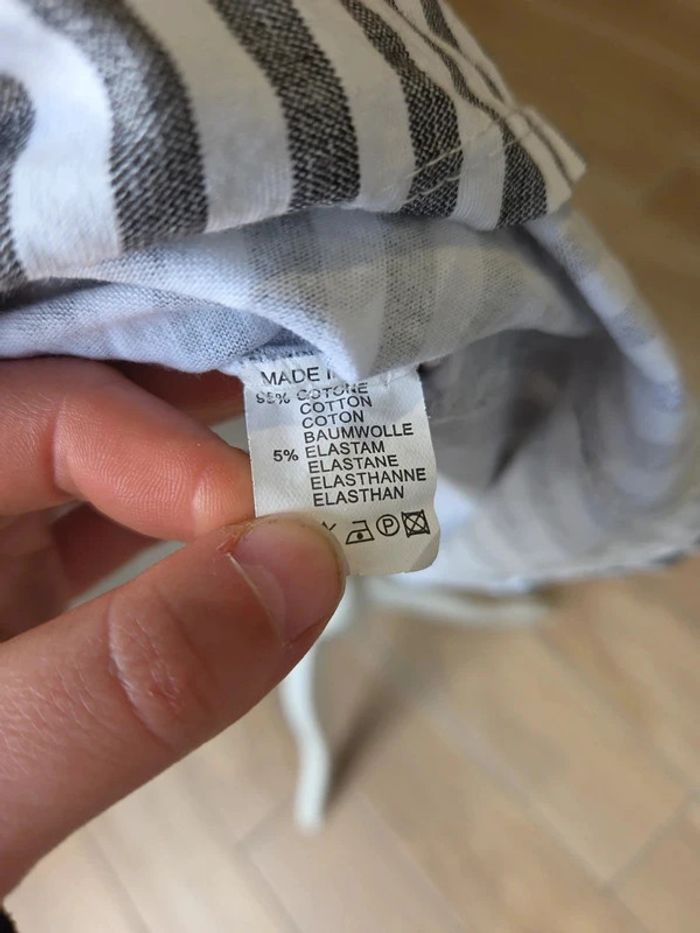 MADE I
95% COTONE
COTTON
COTON
BAUMWOLLE
5% ELASTAM
ELASTANE
ELASTHANNE
ELASTHAN
P